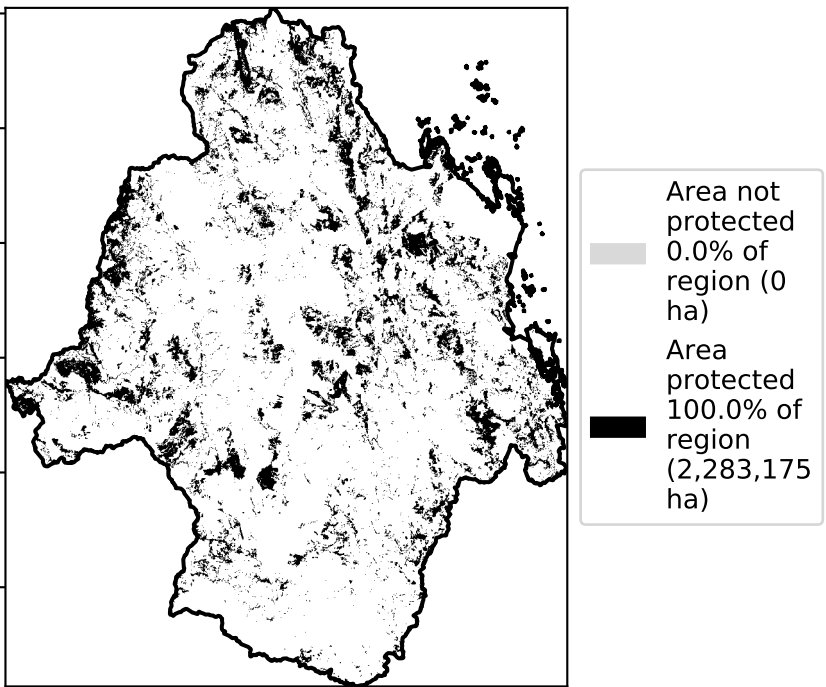 Area not
protected
0.0% of
region (0
ha)
Area
protected
100.0% of
region
(2,283,175
ha)